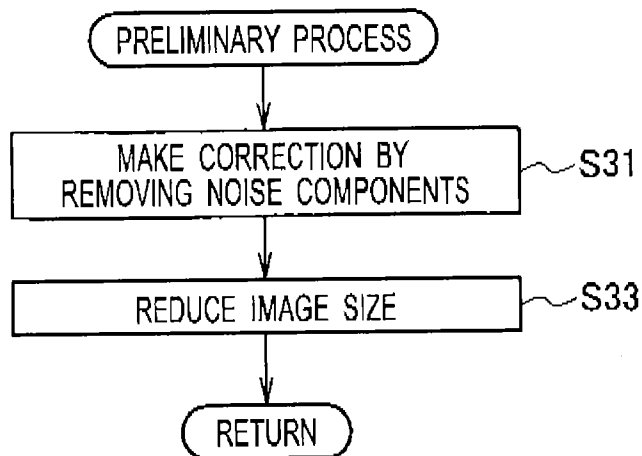 PRELIMINARY PROCESS
MAKE CORRECTION BY
REMOVING NOISE COMPONENTS
S31
REDUCE IMAGE SIZE
S33
RETURN